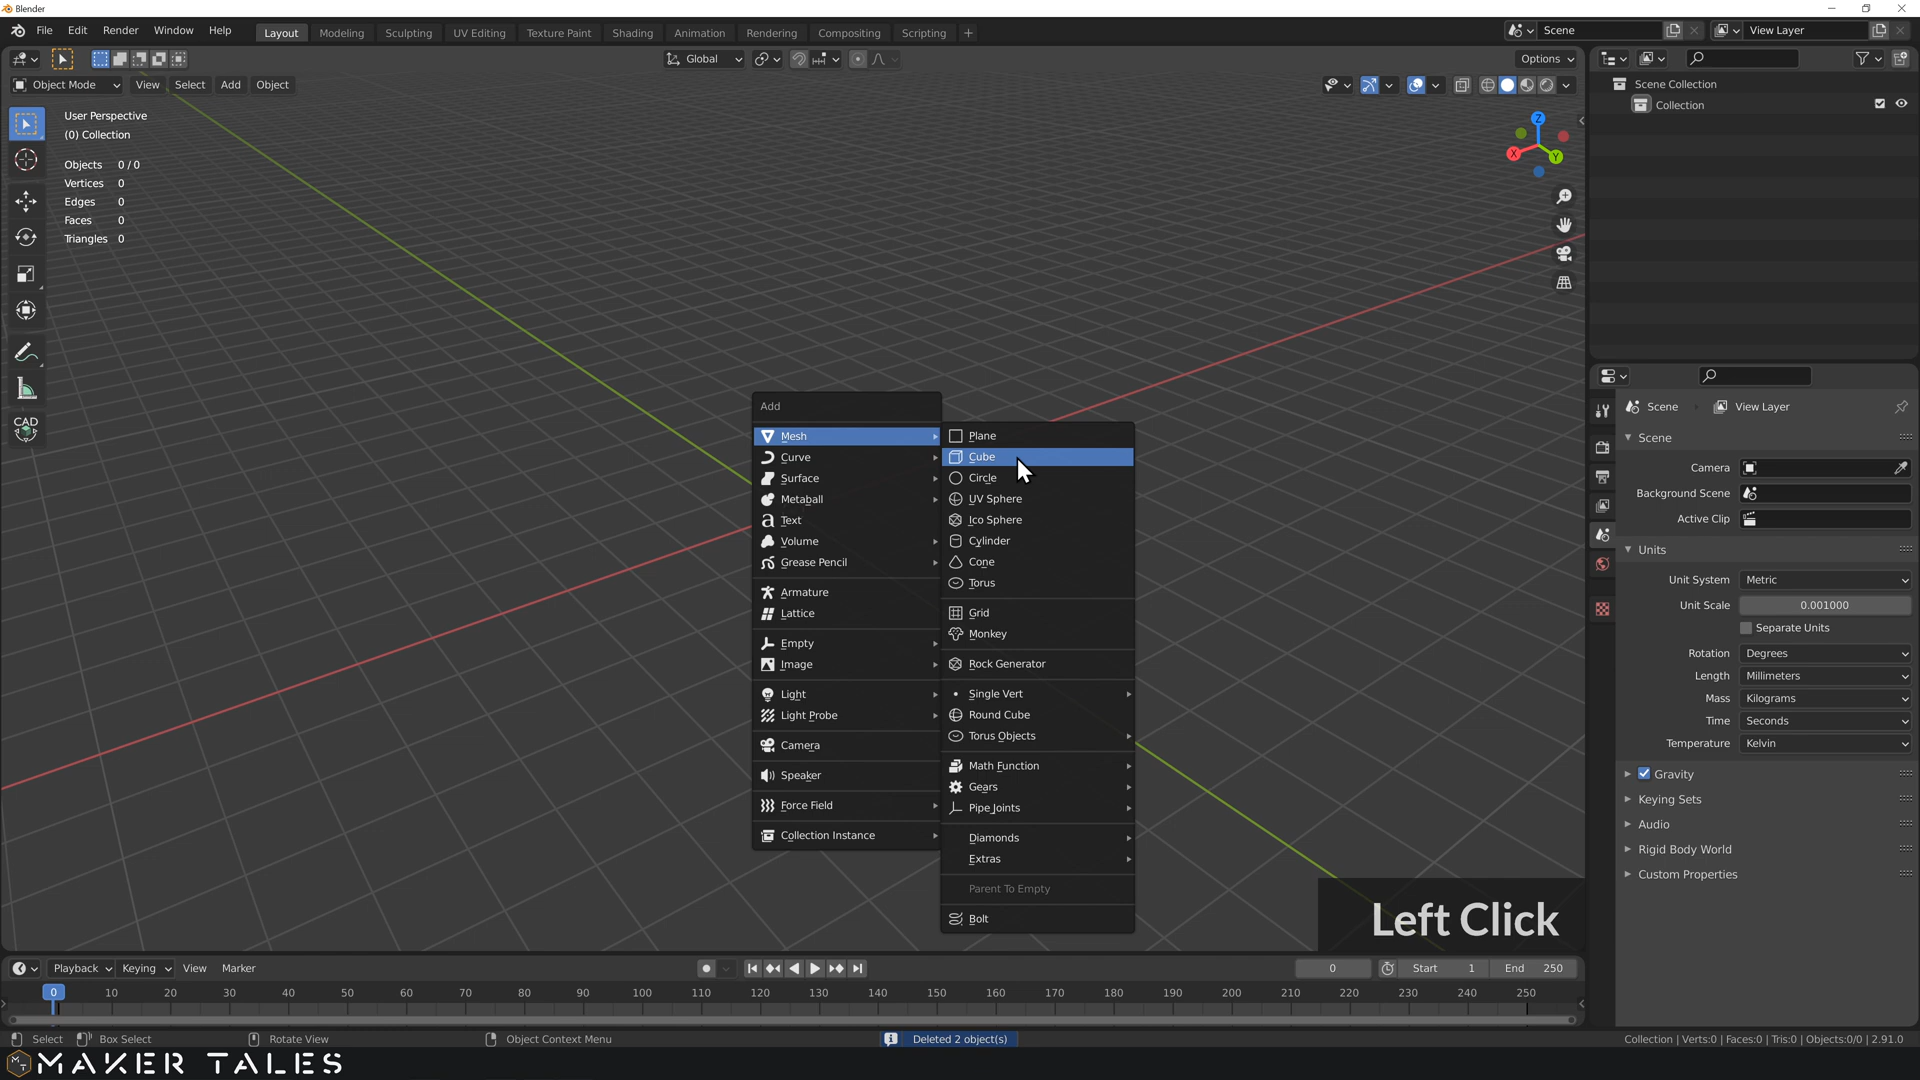 Blender
File Edit Render Window Help Layout Modeling Sculpting UV Editing Texture Paint Shading Animation Rendering Compositing Scripting + Scene View Layer
Global Options
Object Mode View Select Add Object
User Perspective
(0) Collection
Objects 0/0
Vertices 0
Edges 0
Faces 0
Triangles 0
CAD
Z
X
Y
Scene Collection
Collection
Add
Mesh
Curve
Surface
Metaball
Text
Volume
Grease Pencil
Armature
Lattice
Empty
Image
Light
Light Probe
Camera
Speaker
Force Field
Collection Instance
Plane
Cube
Circle
UV Sphere
Ico Sphere
Cylinder
Cone
Torus
Grid
Monkey
Rock Generator
Single Vert
Round Cube
Torus Objects
Math Function
Gears
Pipe Joints
Diamonds
Extras
Parent To Empty
Bolt
Scene View Layer
Scene
Camera
Background Scene
Active Clip
Units
Unit System Metric
Unit Scale 0.001000
Separate Units
Rotation Degrees
Length Millimeters
Mass Kilograms
Time Seconds
Temperature Kelvin
Gravity
Keying Sets
Audio
Rigid Body World
Custom Properties
Left Click
Playback Keying View Marker 0 Start 1 End 250
0 10 20 30 40 50 60 70 80 90 100 110 120 130 140 150 160 170 180 190 200 210 220 230 240 250
Select Box Select Rotate View Object Context Menu Deleted 2 object(s) Collection | Verts:0 | Faces:0 | Tris:0 | Objects:0/0 | 2.91.0
MAKER TALES